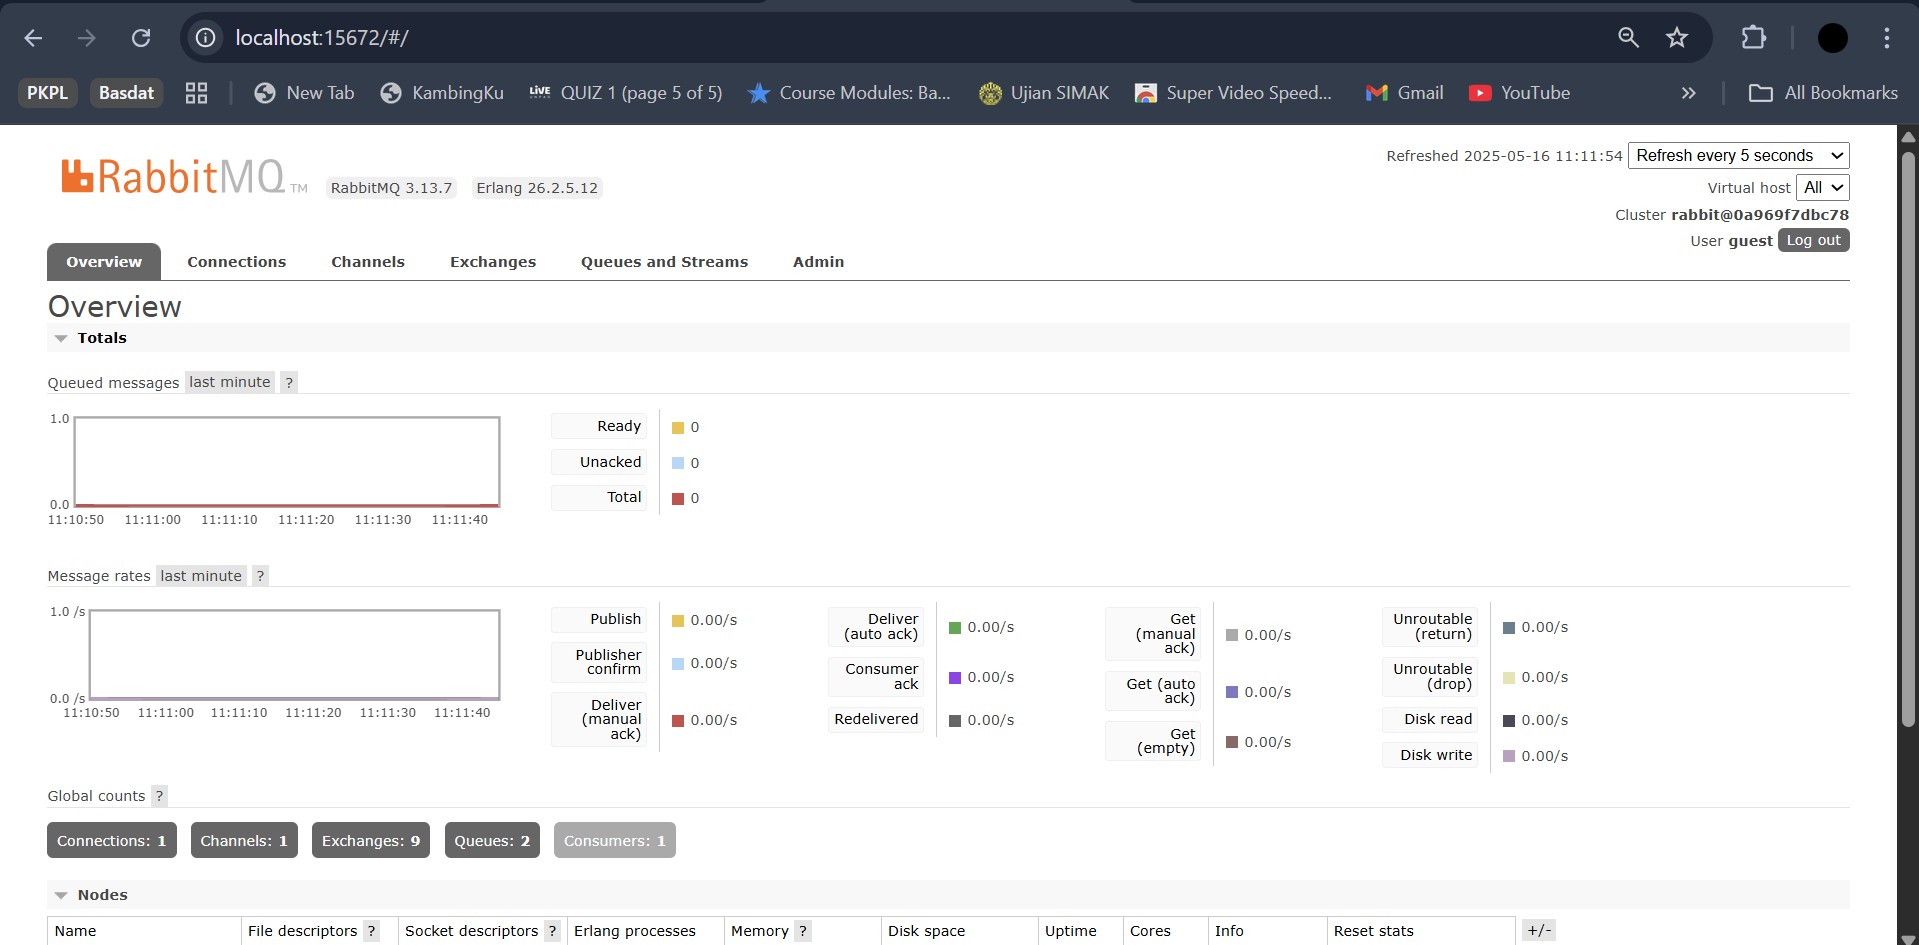 localhost:15672/#/
PKPL Basdat New Tab KambingKu LIVE QUIZ 1 (page 5 of 5) Course Modules: Ba... Ujian SIMAK Super Video Speed... Gmail YouTube » All Bookmarks
RabbitMQ TM RabbitMQ 3.13.7 Erlang 26.2.5.12
Refreshed 2025-05-16 11:11:54 Refresh every 5 seconds
Virtual host All
Cluster rabbit@0a969f7dbc78
User guest Log out
Overview Connections Channels Exchanges Queues and Streams Admin
Overview
Totals
Queued messages last minute ?
1.0
0.0
11:10:50 11:11:00 11:11:10 11:11:20 11:11:30 11:11:40
Ready 0
Unacked 0
Total 0
Message rates last minute ?
1.0 /s
0.0 /s
11:10:50 11:11:00 11:11:10 11:11:20 11:11:30 11:11:40
Publish 0.00/s
Publisher
confirm 0.00/s
Deliver
(manual
ack) 0.00/s
Deliver
(auto ack) 0.00/s
Consumer
ack 0.00/s
Redelivered 0.00/s
Get
(manual
ack) 0.00/s
Get (auto
ack) 0.00/s
Get
(empty) 0.00/s
Unroutable
(return) 0.00/s
Unroutable
(drop) 0.00/s
Disk read 0.00/s
Disk write 0.00/s
Global counts ?
Connections: 1 Channels: 1 Exchanges: 9 Queues: 2 Consumers: 1
Nodes
Name File descriptors ? Socket descriptors ? Erlang processes Memory ? Disk space Uptime Cores Info Reset stats +/-